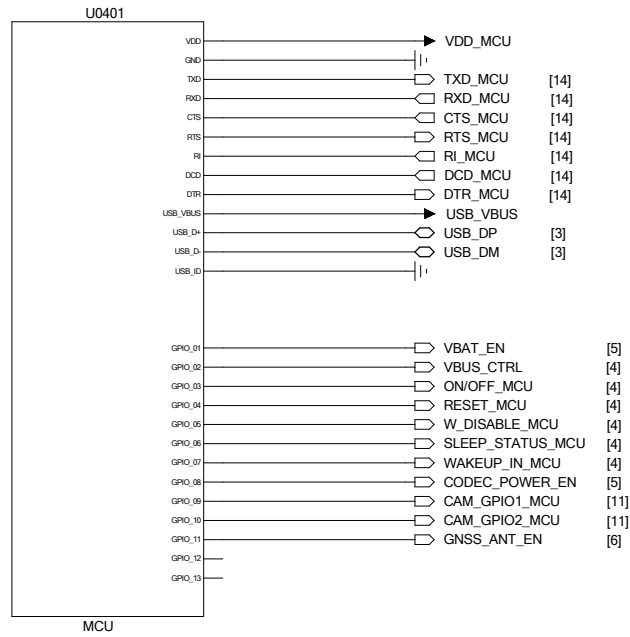 U0401
VDD VDD_MCU
GND
TXD TXD_MCU [14]
RXD RXD_MCU [14]
CTS CTS_MCU [14]
RTS RTS_MCU [14]
RI RI_MCU [14]
DCD DCD_MCU [14]
DTR DTR_MCU [14]
USB_VBUS USB_VBUS
USB_D+ USB_DP [3]
USB_D- USB_DM [3]
USB_ID
GPIO_01 VBAT_EN [5]
GPIO_02 VBUS_CTRL [4]
GPIO_03 ON/OFF_MCU [4]
GPIO_04 RESET_MCU [4]
GPIO_05 W_DISABLE_MCU [4]
GPIO_06 SLEEP_STATUS_MCU [4]
GPIO_07 WAKEUP_IN_MCU [4]
GPIO_08 CODEC_POWER_EN [5]
GPIO_09 CAM_GPIO1_MCU [11]
GPIO_10 CAM_GPIO2_MCU [11]
GPIO_11 GNSS_ANT_EN [6]
GPIO_12
GPIO_13
MCU